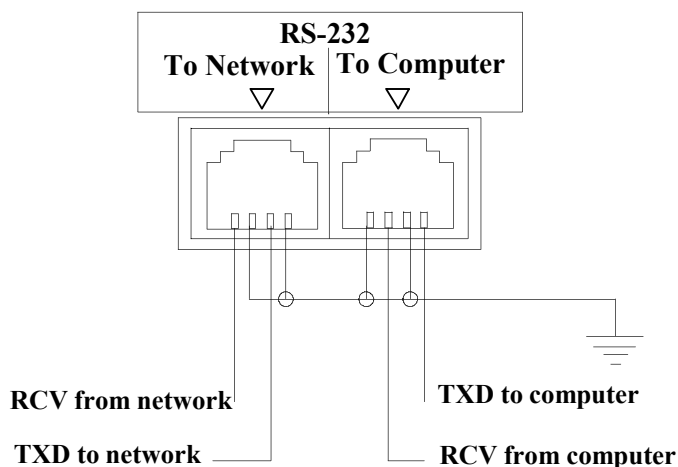 RS-232
To Network To Computer
RCV from network
TXD to computer
TXD to network
RCV from computer